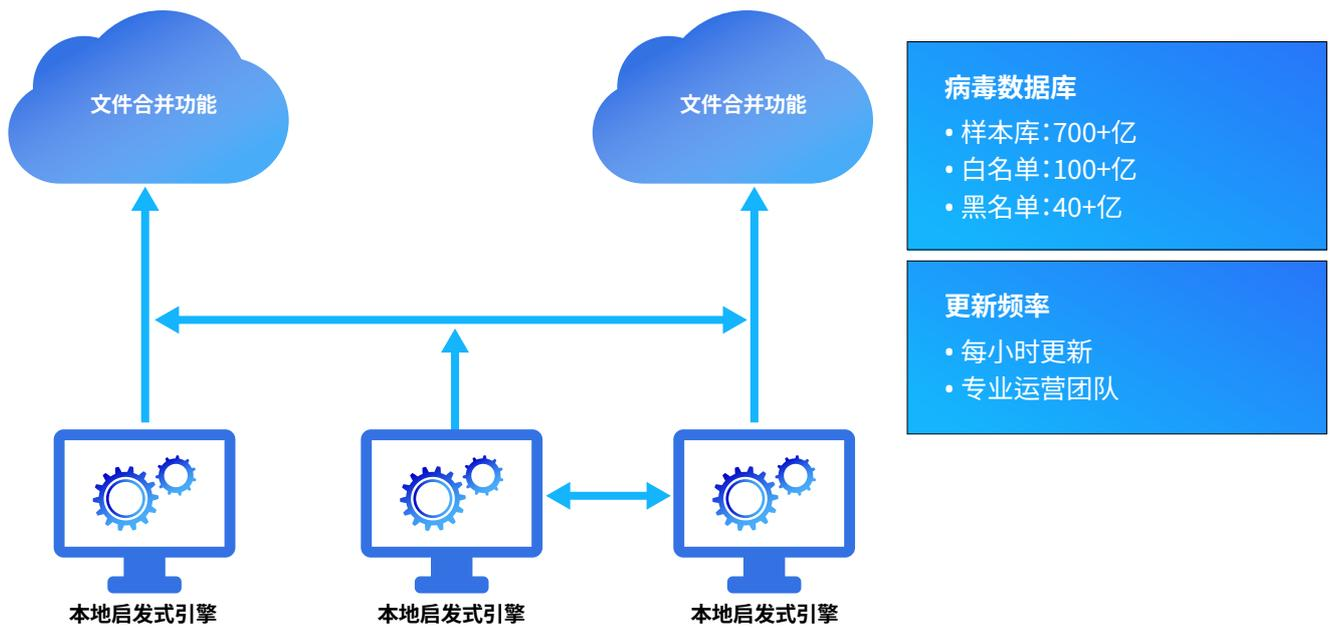 文件合并功能
文件合并功能
病毒数据库
• 样本库：700+亿
• 白名单：100+亿
• 黑名单：40+亿
更新频率
• 每小时更新
• 专业运营团队
本地启发式引擎
本地启发式引擎
本地启发式引擎